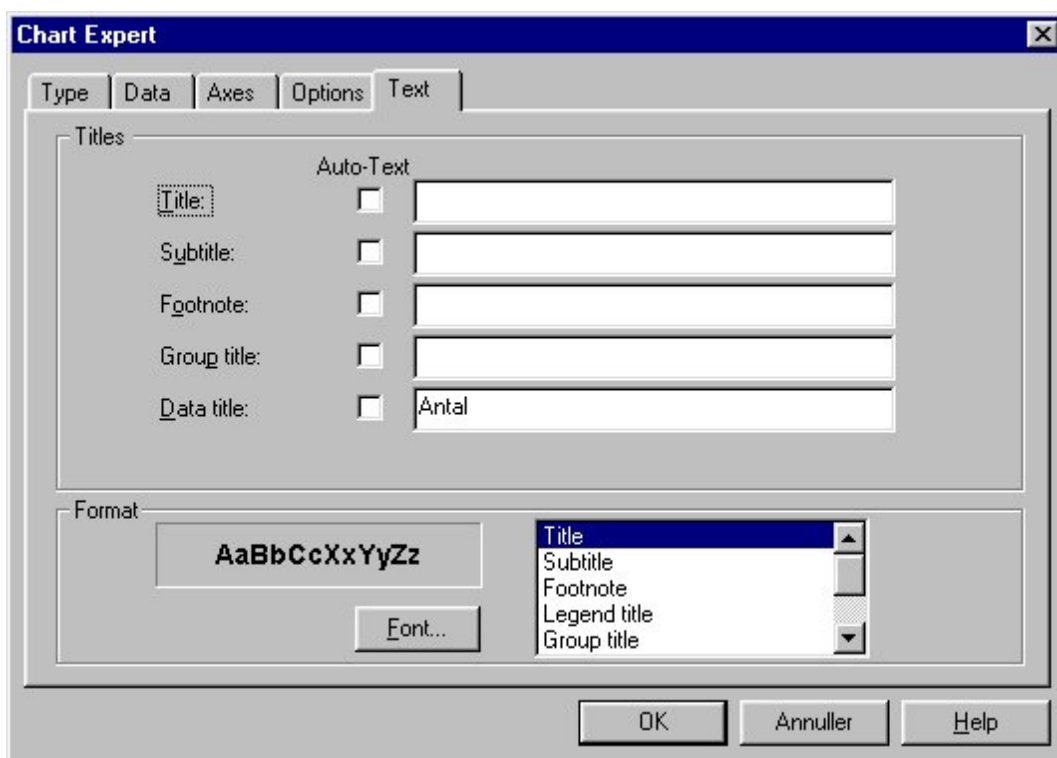 Chart Expert
Type Data Axes Options Text
Titles
Auto-Text
Title:
Subtitle:
Footnote:
Group title:
Data title: Antal
Format
AaBbCcXxYyZz
Font...
Title
Subtitle
Footnote
Legend title
Group title
OK Annuller Help